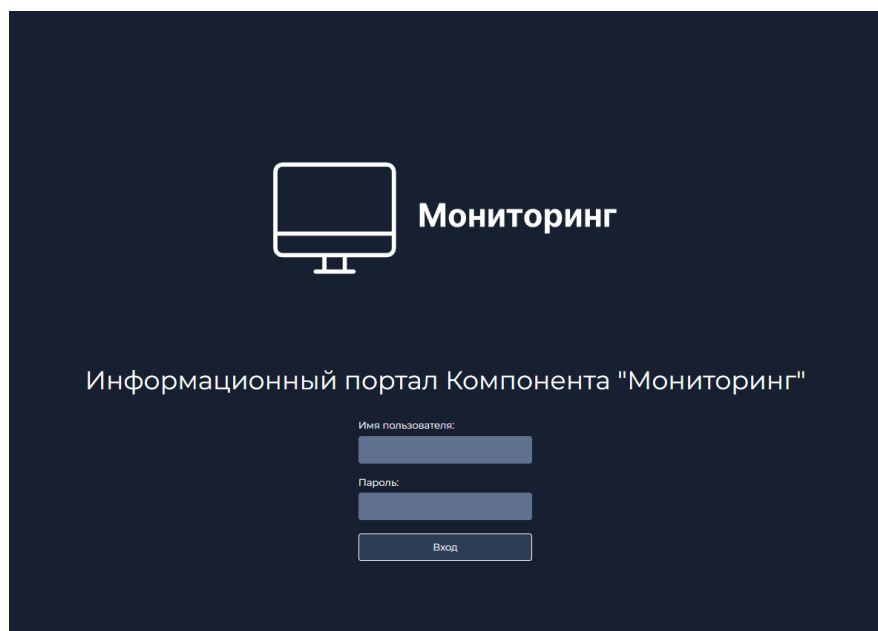 Мониторинг
Информационный портал Компонента "Мониторинг"
Имя пользователя:
Пароль:
Вход